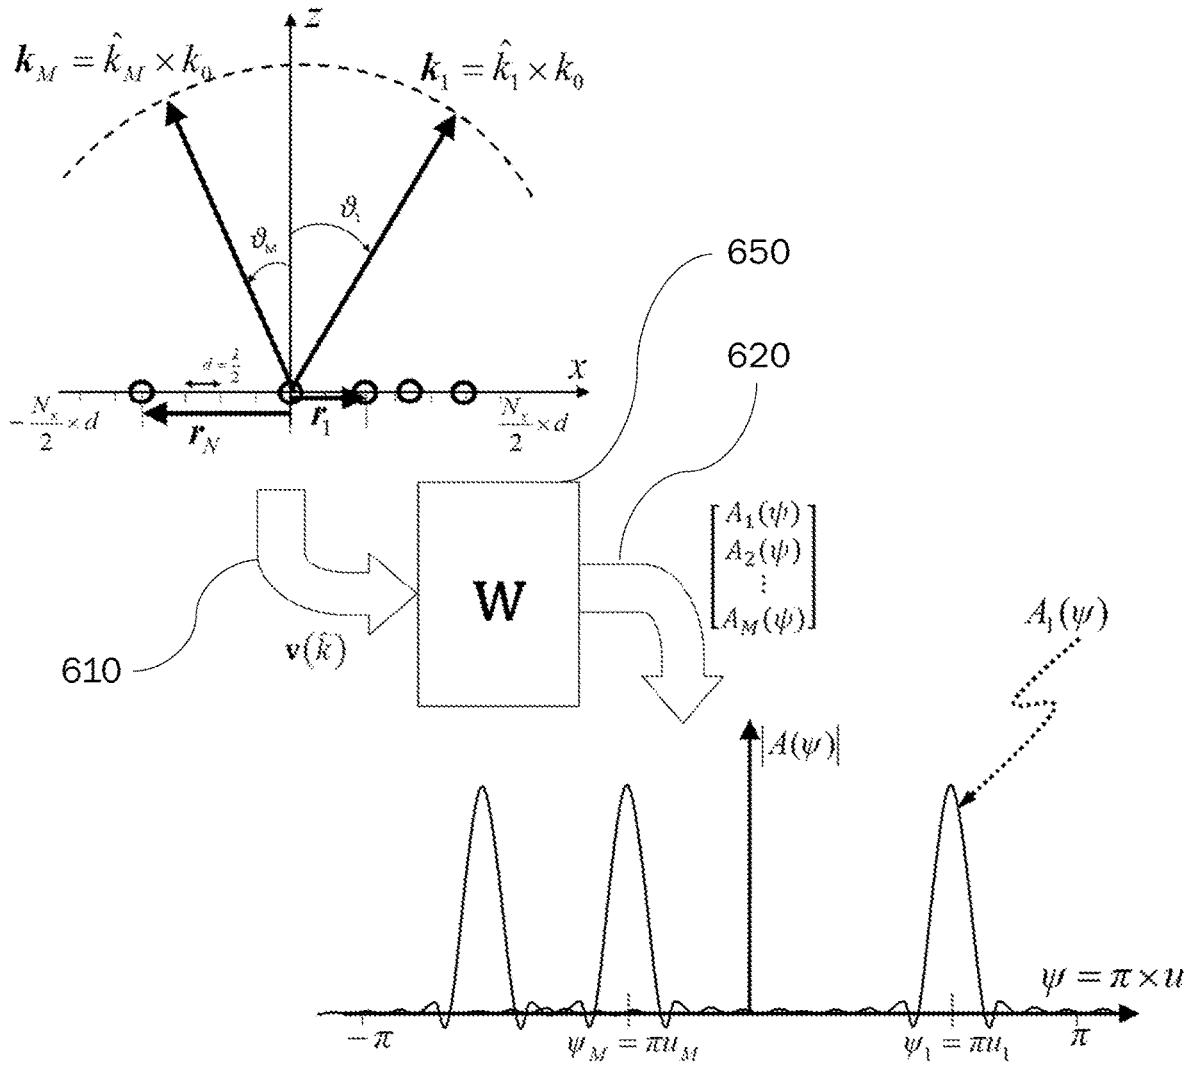 z
k_M = k̂_M × k_0
k_1 = k̂_1 × k_0
ϑ_M
ϑ_1
650
620
d = λ/2
x
-N_x/2 × d
r_N
r_1
N_x/2 × d
W
[A_1(ψ)
A_2(ψ)
⋮
A_M(ψ)]
610
v(k̂)
A_1(ψ)
|A(ψ)|
ψ = π × u
-π
ψ_M = πu_M
ψ_1 = πu_1
π